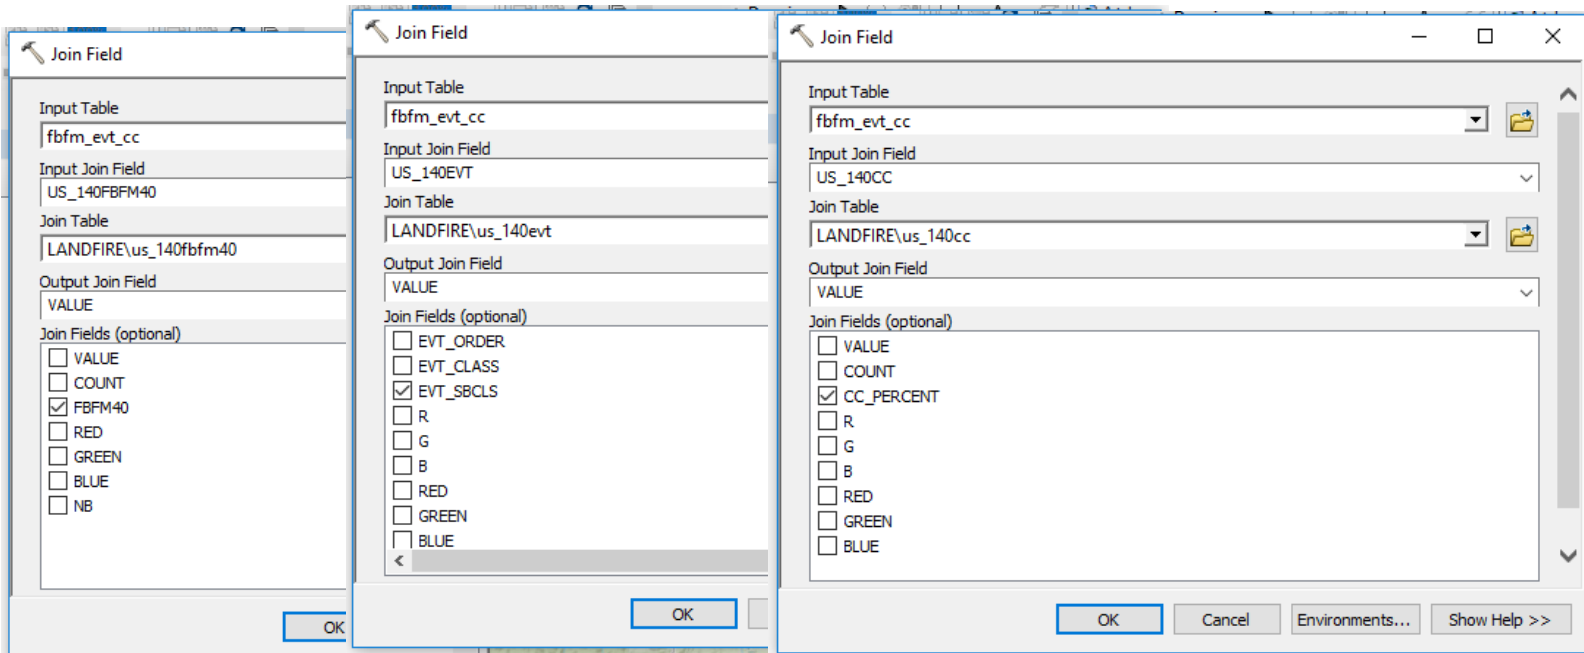 Join Field
Input Table
fbfm_evt_cc
Input Join Field
US_140FBFM40
Join Table
LANDFIRE\us_140fbfm40
Output Join Field
VALUE
Join Fields (optional)
VALUE
COUNT
FBFM40
RED
GREEN
BLUE
NB
OK
Join Field
Input Table
fbfm_evt_cc
Input Join Field
US_140EVT
Join Table
LANDFIRE\us_140evt
Output Join Field
VALUE
Join Fields (optional)
EVT_ORDER
EVT_CLASS
EVT_SBCLS
R
G
B
RED
GREEN
BLUE
OK
Join Field
Input Table
fbfm_evt_cc
Input Join Field
US_140CC
Join Table
LANDFIRE\us_140cc
Output Join Field
VALUE
Join Fields (optional)
VALUE
COUNT
CC_PERCENT
R
G
B
RED
GREEN
BLUE
OK Cancel Environments... Show Help >>